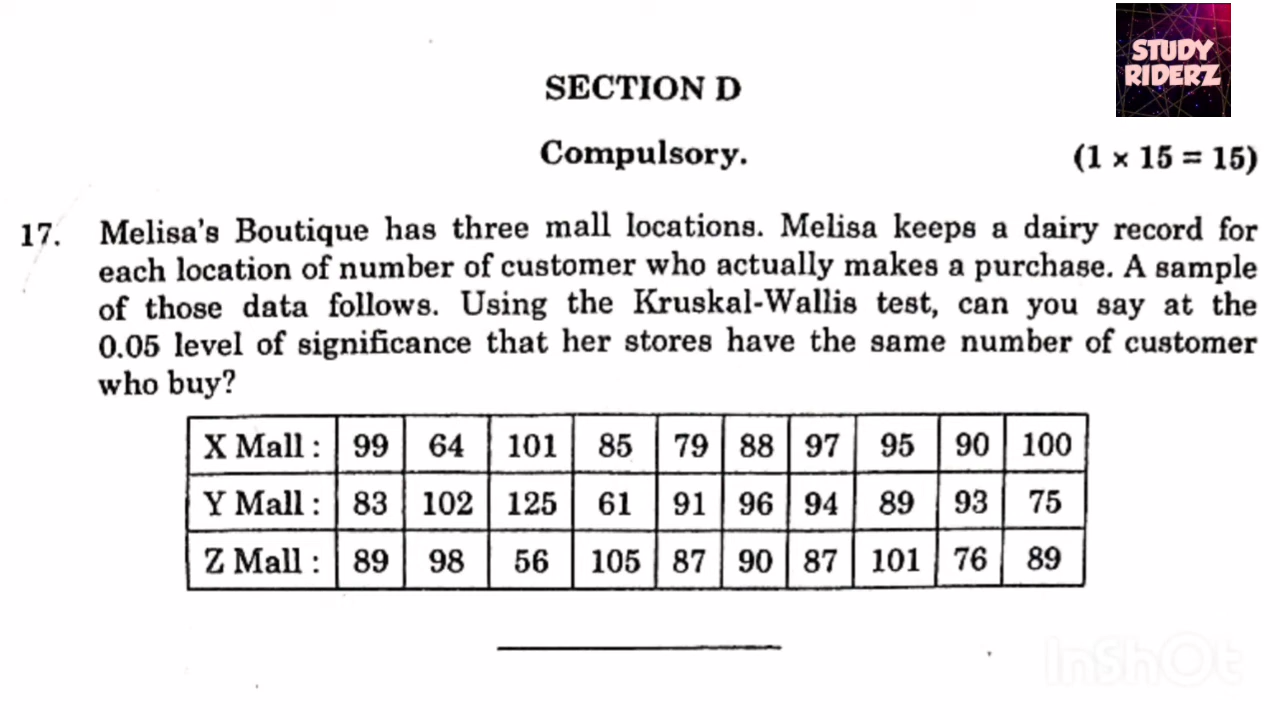 STUDY
RIDERZ
SECTION D
Compulsory. (1 × 15 = 15)
17. Melisa's Boutique has three mall locations. Melisa keeps a dairy record for
each location of number of customer who actually makes a purchase. A sample
of those data follows. Using the Kruskal-Wallis test, can you say at the
0.05 level of significance that her stores have the same number of customer
who buy?
X Mall : 99 64 101 85 79 88 97 95 90 100
Y Mall : 83 102 125 61 91 96 94 89 93 75
Z Mall : 89 98 56 105 87 90 87 101 76 89
InShOt